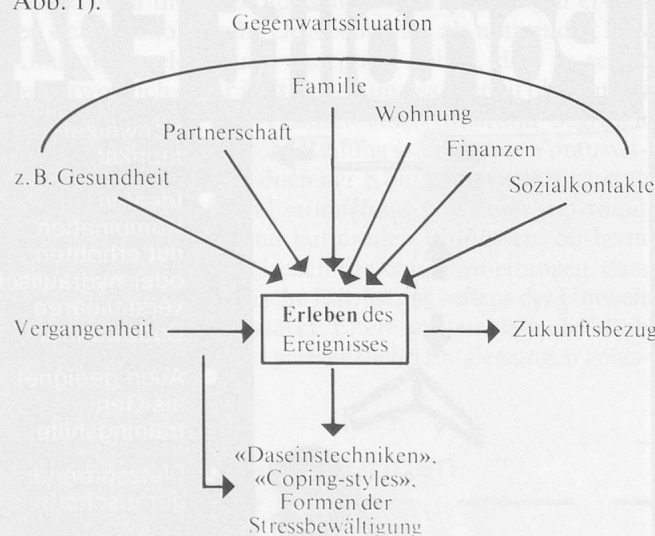 Abb. 1).
Gegenwartssituation
Familie
Wohnung
Partnerschaft
Finanzen
z. B. Gesundheit
Sozialkontakte
Erleben des
Ereignisses
Vergangenheit
Zukunftsbezug
«Daseinstechniken»,
«Coping-styles»,
Formen der
Stressbewältigung